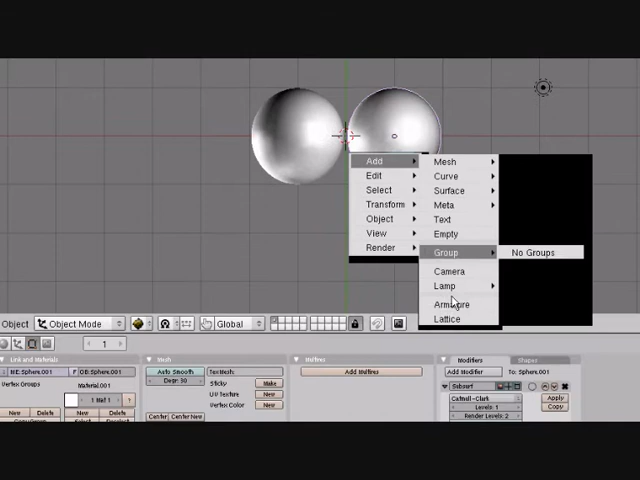 Add
Edit
Select
Transform
Object
View
Render
Mesh
Curve
Surface
Meta
Text
Empty
Group
No Groups
Camera
Lamp
Armature
Lattice
Object
Object Mode
Global
1
Link and Materials
ME:Sphere.001
F
OB:Sphere.001
Vertex Groups
Material.001
1 Mat 1
?
New
Delete
New
Delete
Mesh
Auto Smooth
Degr: 30
TexMesh:
Sticky
Make
UV Texture
New
Vertex Color
New
Center
Center New
Multires
Add Multires
Modifiers
Shapes
Add Modifier
To: Sphere.001
Subsurf
Catmull-Clark
Levels: 1
Render Levels: 2
Apply
Copy